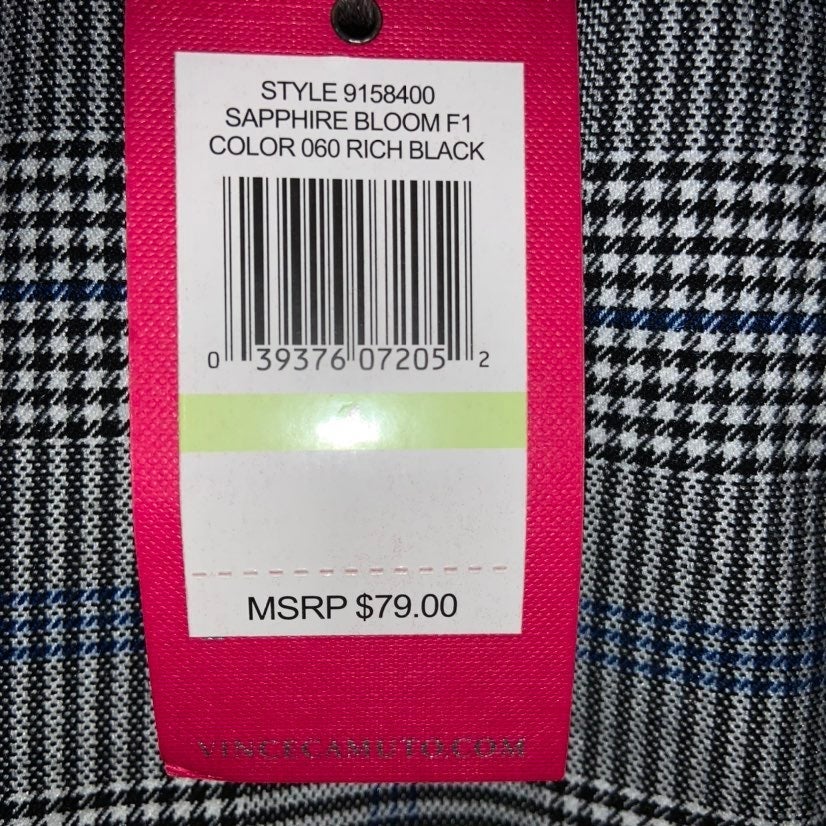 STYLE 9158400
SAPPHIRE BLOOM F1
COLOR 060 RICH BLACK
0 39376 07205 2
MSRP $79.00
VINCECAMUTO.COM